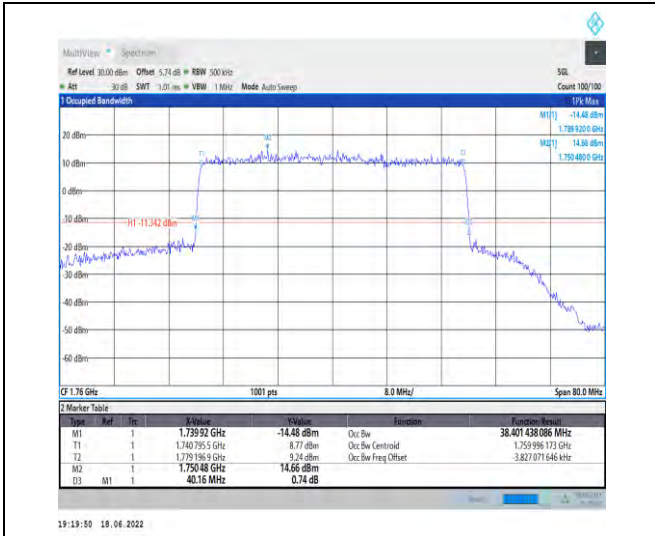 MultiView Spectrum
Ref Level 30.00 dBm Offset 5.74 dB RBW 500 kHz SGL
Att 30 dB SWT 1.01 ms VBW 1 MHz Mode Auto Sweep Count 100/100
1 Occupied Bandwidth 1Pk Max
M1[1] -14.48 dBm
1.739 920 0 GHz
M2[1] 14.66 dBm
1.750 480 0 GHz
20 dBm
M2
T1
T2
10 dBm
0 dBm
-10 dBm
H1 -11.342 dBm
M1
-20 dBm
-30 dBm
-40 dBm
-50 dBm
-60 dBm
CF 1.76 GHz 1001 pts 8.0 MHz/ Span 80.0 MHz
2 Marker Table
Type Ref Trc X-Value Y-Value Function Function Result
M1 1 1.73992 GHz -14.48 dBm Occ Bw 38.401 438 086 MHz
T1 1 1.740 795 5 GHz 8.77 dBm Occ Bw Centroid 1.759 996 173 GHz
T2 1 1.779 196 9 GHz 9.24 dBm Occ Bw Freq Offset -3.827 071 646 kHz
M2 1 1.75048 GHz 14.66 dBm
D3 M1 1 40.16 MHz 0.74 dB
19:19:50 18.06.2022